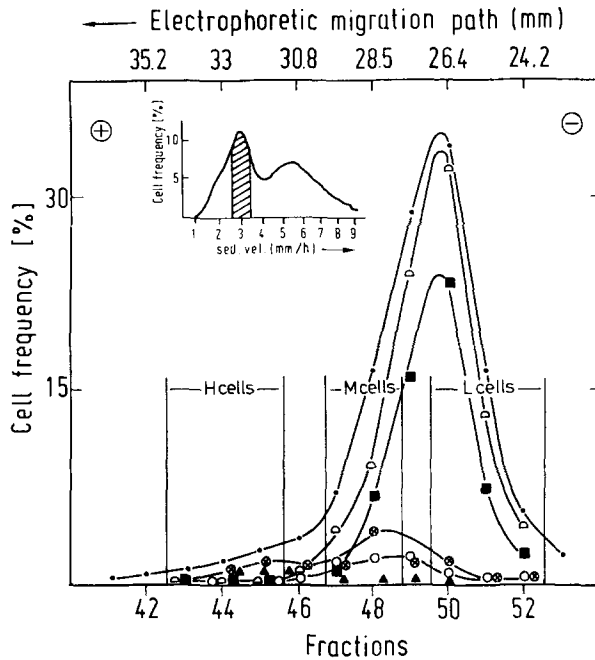 Electrophoretic migration path (mm)
35.2 33 30.8 28.5 26.4 24.2
+ −
Cell frequency [%]
10
5
1 2 3 4 5 6 7 8 9
sed. vel. (mm/h)
Cell frequency [%]
30
15
H cells M cells L cells
42 44 46 48 50 52
Fractions